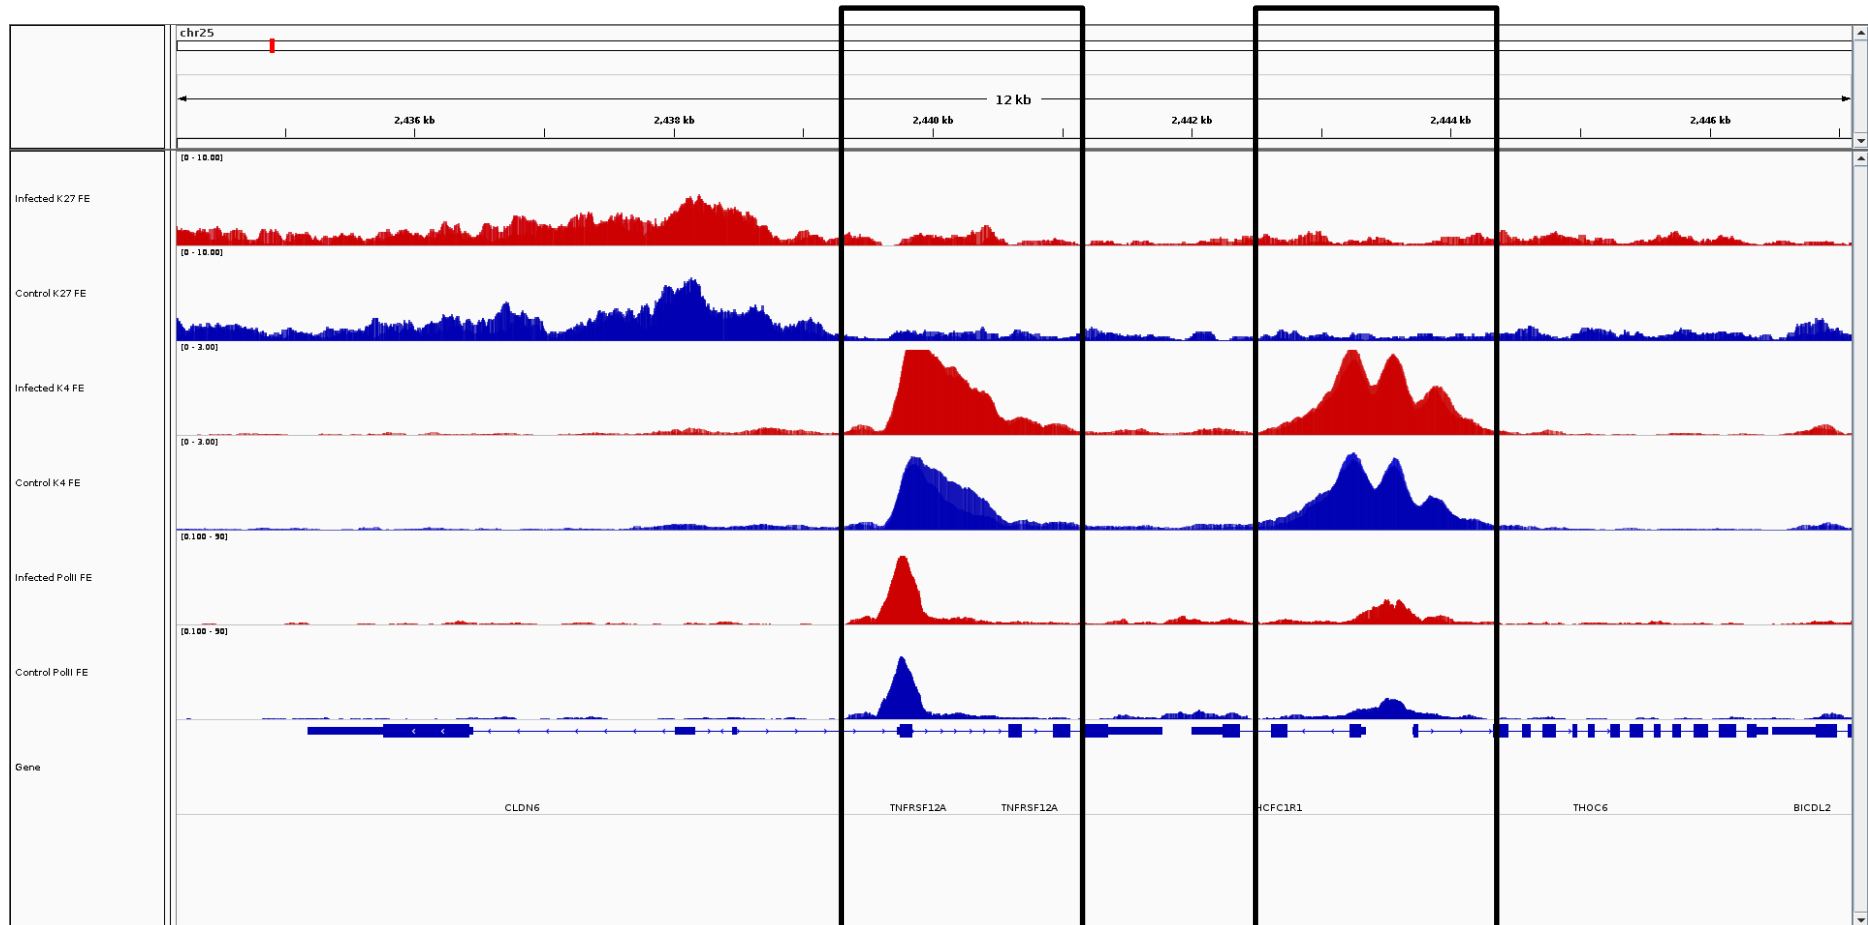 chr25
12 kb
2,436 kb 2,438 kb 2,440 kb 2,442 kb 2,444 kb 2,446 kb
[0 - 10.00]
Infected K27 FE
[0 - 10.00]
Control K27 FE
[0 - 3.00]
Infected K4 FE
[0 - 3.00]
Control K4 FE
[0.100 - 90]
Infected PolII FE
[0.100 - 90]
Control PolII FE
Gene
CLDN6 TNFRSF12A TNFRSF12A HCFC1R1 THOC6 BICDL2